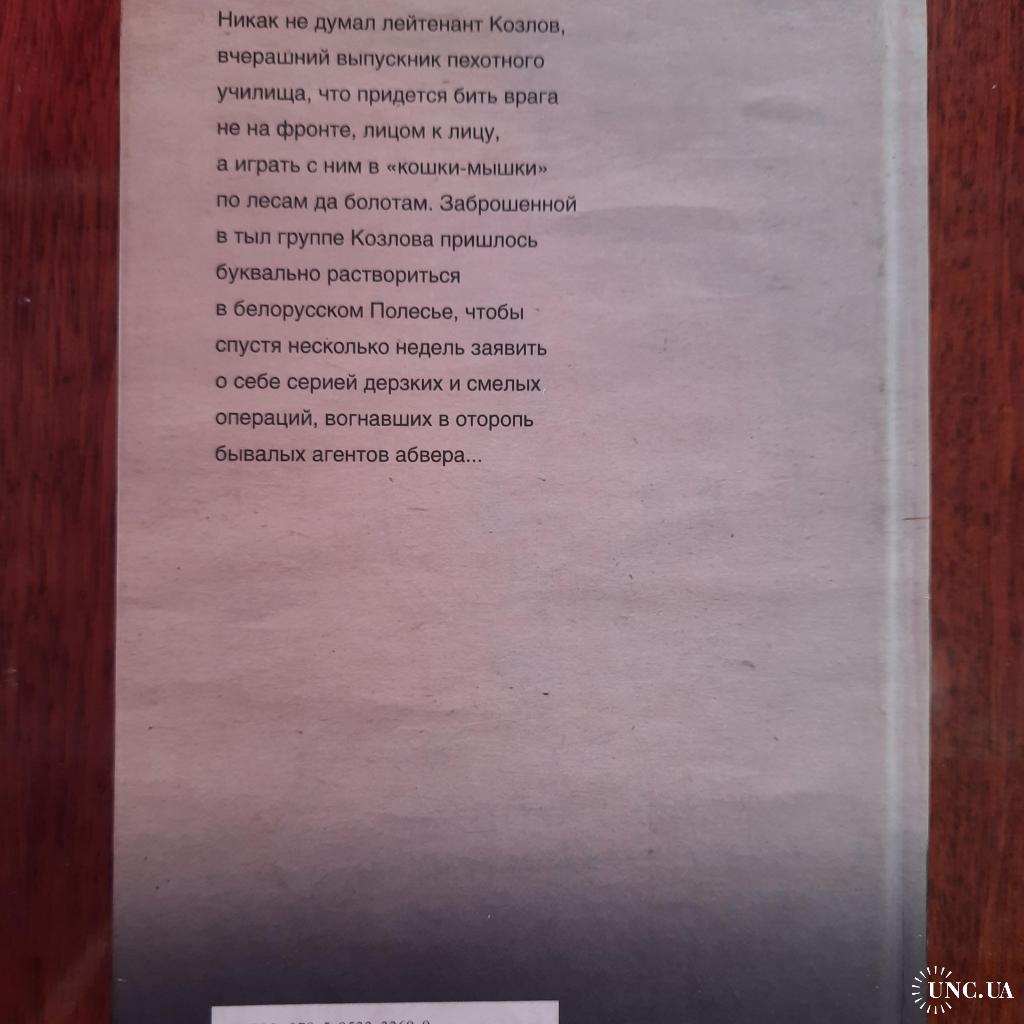 Никак не думал лейтенант Козлов,
вчерашний выпускник пехотного
училища, что придется бить врага
не на фронте, лицом к лицу,
а играть с ним в «кошки-мышки»
по лесам да болотам. Заброшенной
в тыл группе Козлова пришлось
буквально раствориться
в белорусском Полесье, чтобы
спустя несколько недель заявить
о себе серией дерзких и смелых
операций, вогнавших в оторопь
бывалых агентов абвера...
UNC.UA